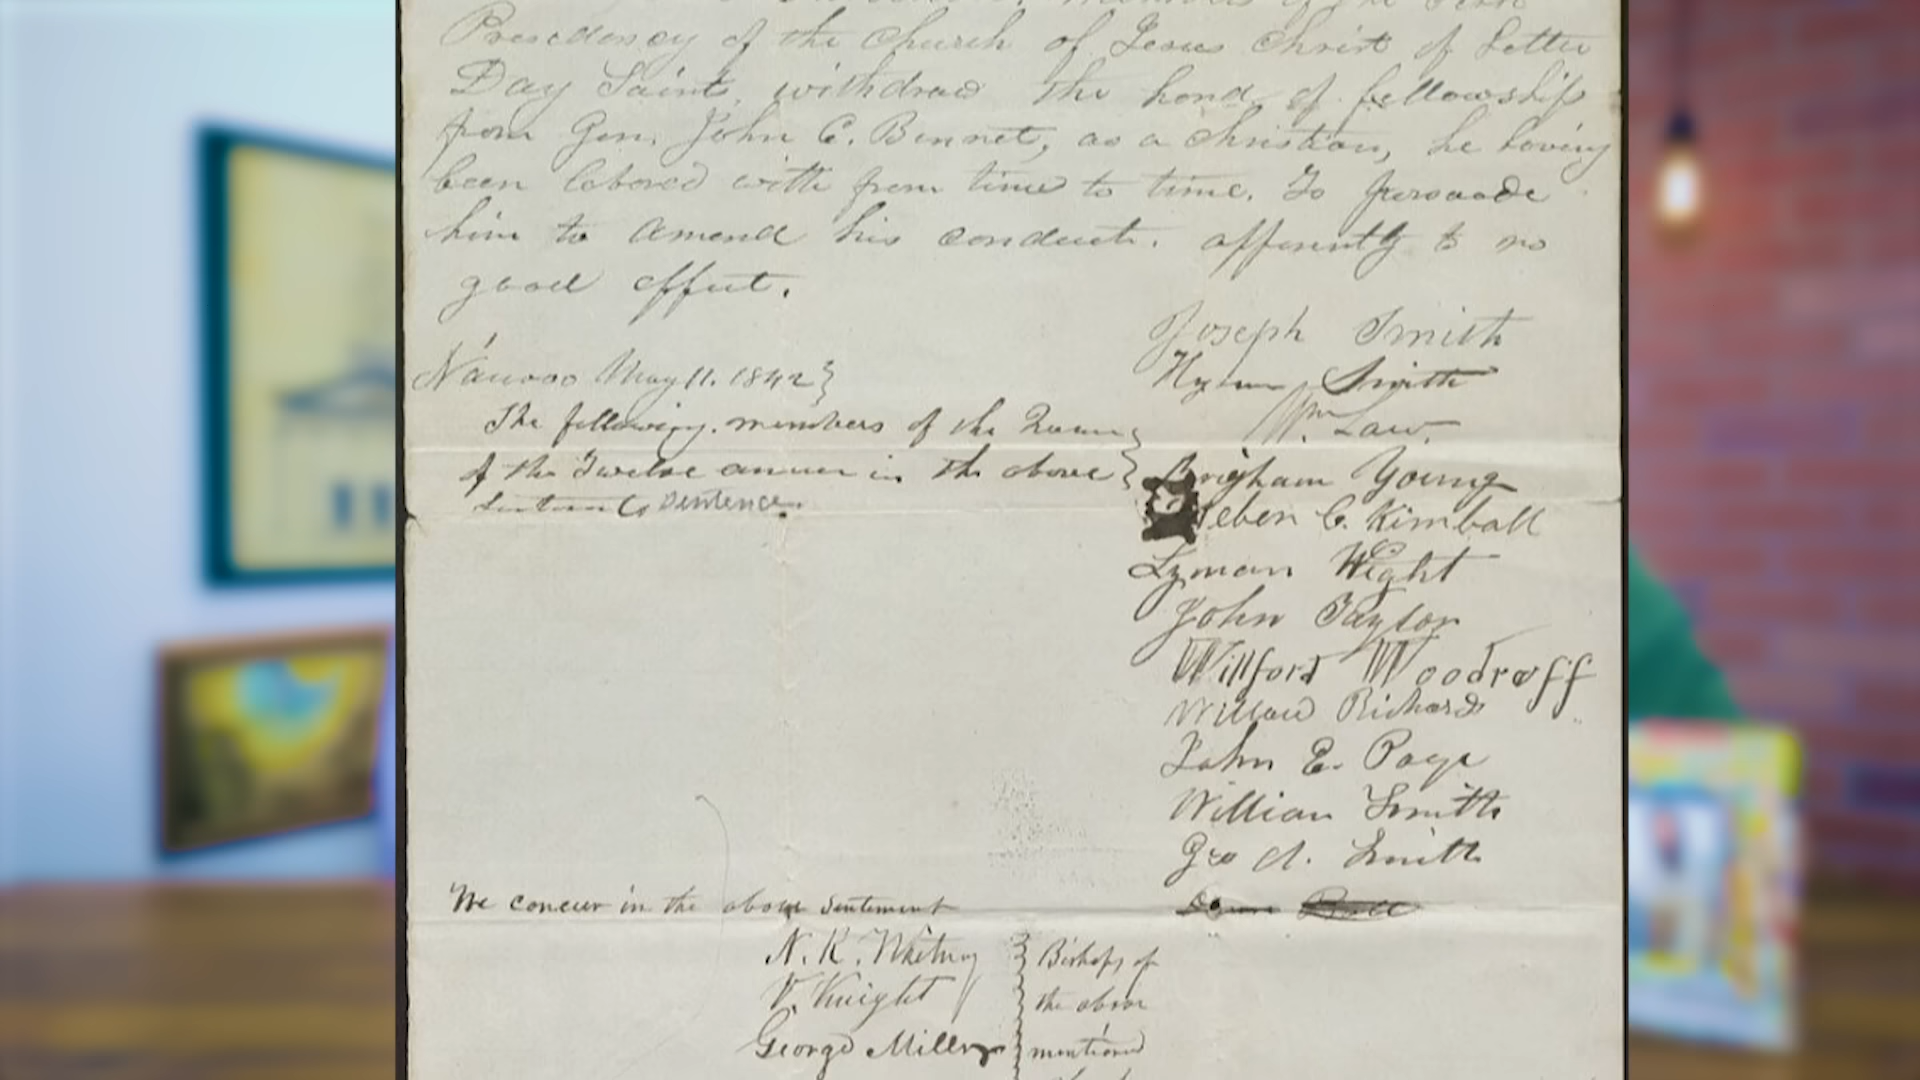 Presidency of the Church of Jesus Christ of Latter
Day Saint, withdraw the hand of fellowship
from Gen. John C. Bennet, as a christian, he having
been labored with from time to time. To persuade
him to amend his conduct. apparently to no
good effect.
Joseph Smith
Nauvoo May 11. 1842
Hyrum Smith
Wm Law.
The following. members of the
of the Twelve in the above
sentence.
Brigham Young
Heber C. Kimball
Lyman Wight
John Taylor
Willford Woodruff
Willard Richards
John E. Page
William Smith
Geo A. Smith
We concur in the above Sentement
N. K. Whitney
V. Knight
George Miller
Bishops of
the above
mentioned